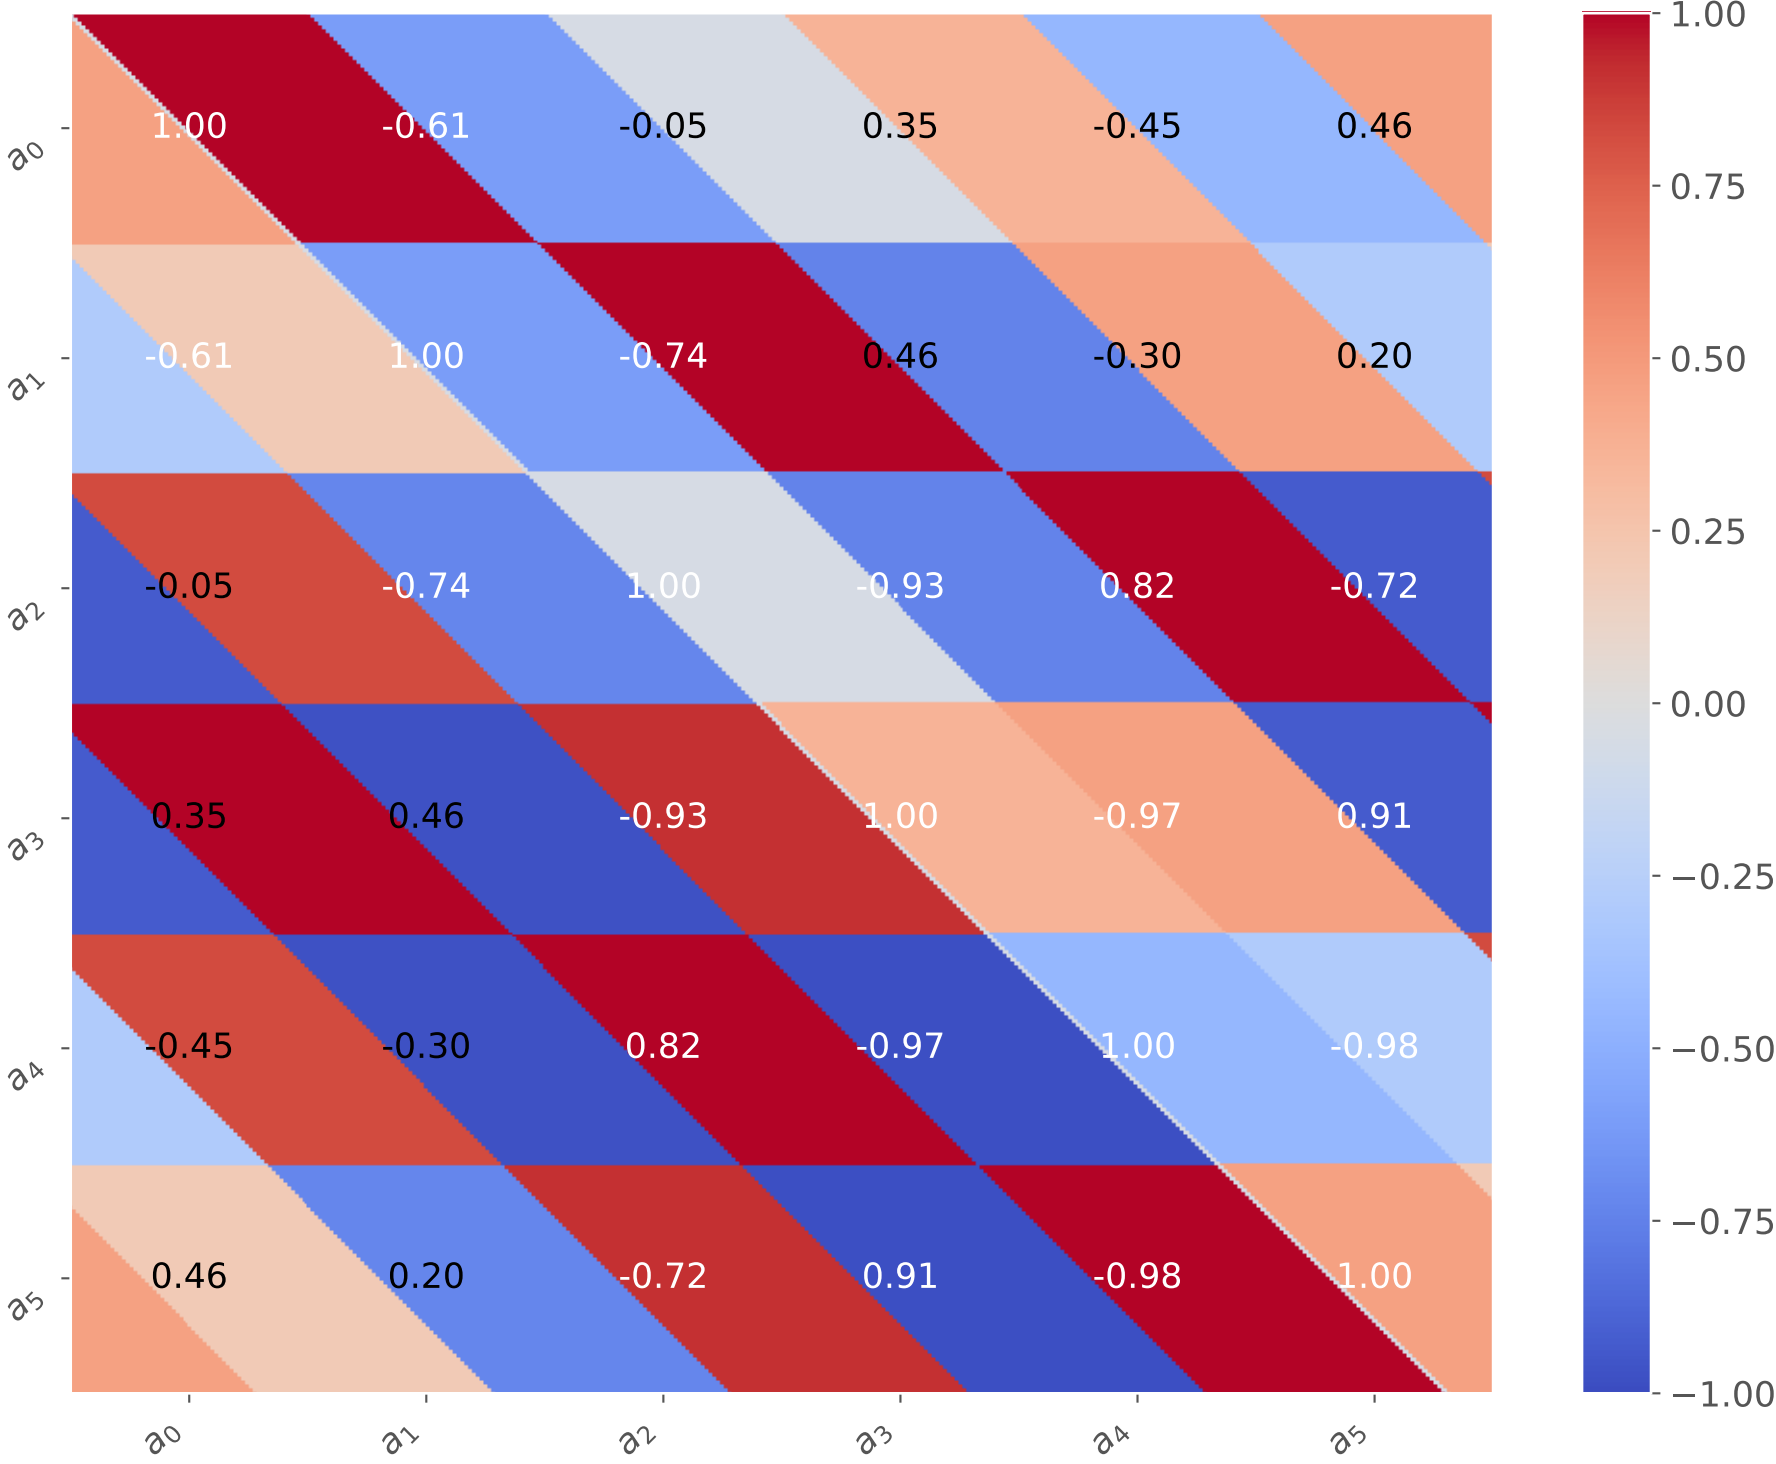 1.00
a₀ 1.00 -0.61 -0.05 0.35 -0.45 0.46
0.75
a₁ -0.61 1.00 -0.74 0.46 -0.30 0.20
0.50
0.25
a₂ -0.05 -0.74 1.00 -0.93 0.82 -0.72
0.00
a₃ 0.35 0.46 -0.93 1.00 -0.97 0.91
−0.25
a₄ -0.45 -0.30 0.82 -0.97 1.00 -0.98
−0.50
−0.75
a₅ 0.46 0.20 -0.72 0.91 -0.98 1.00
−1.00
a₀ a₁ a₂ a₃ a₄ a₅